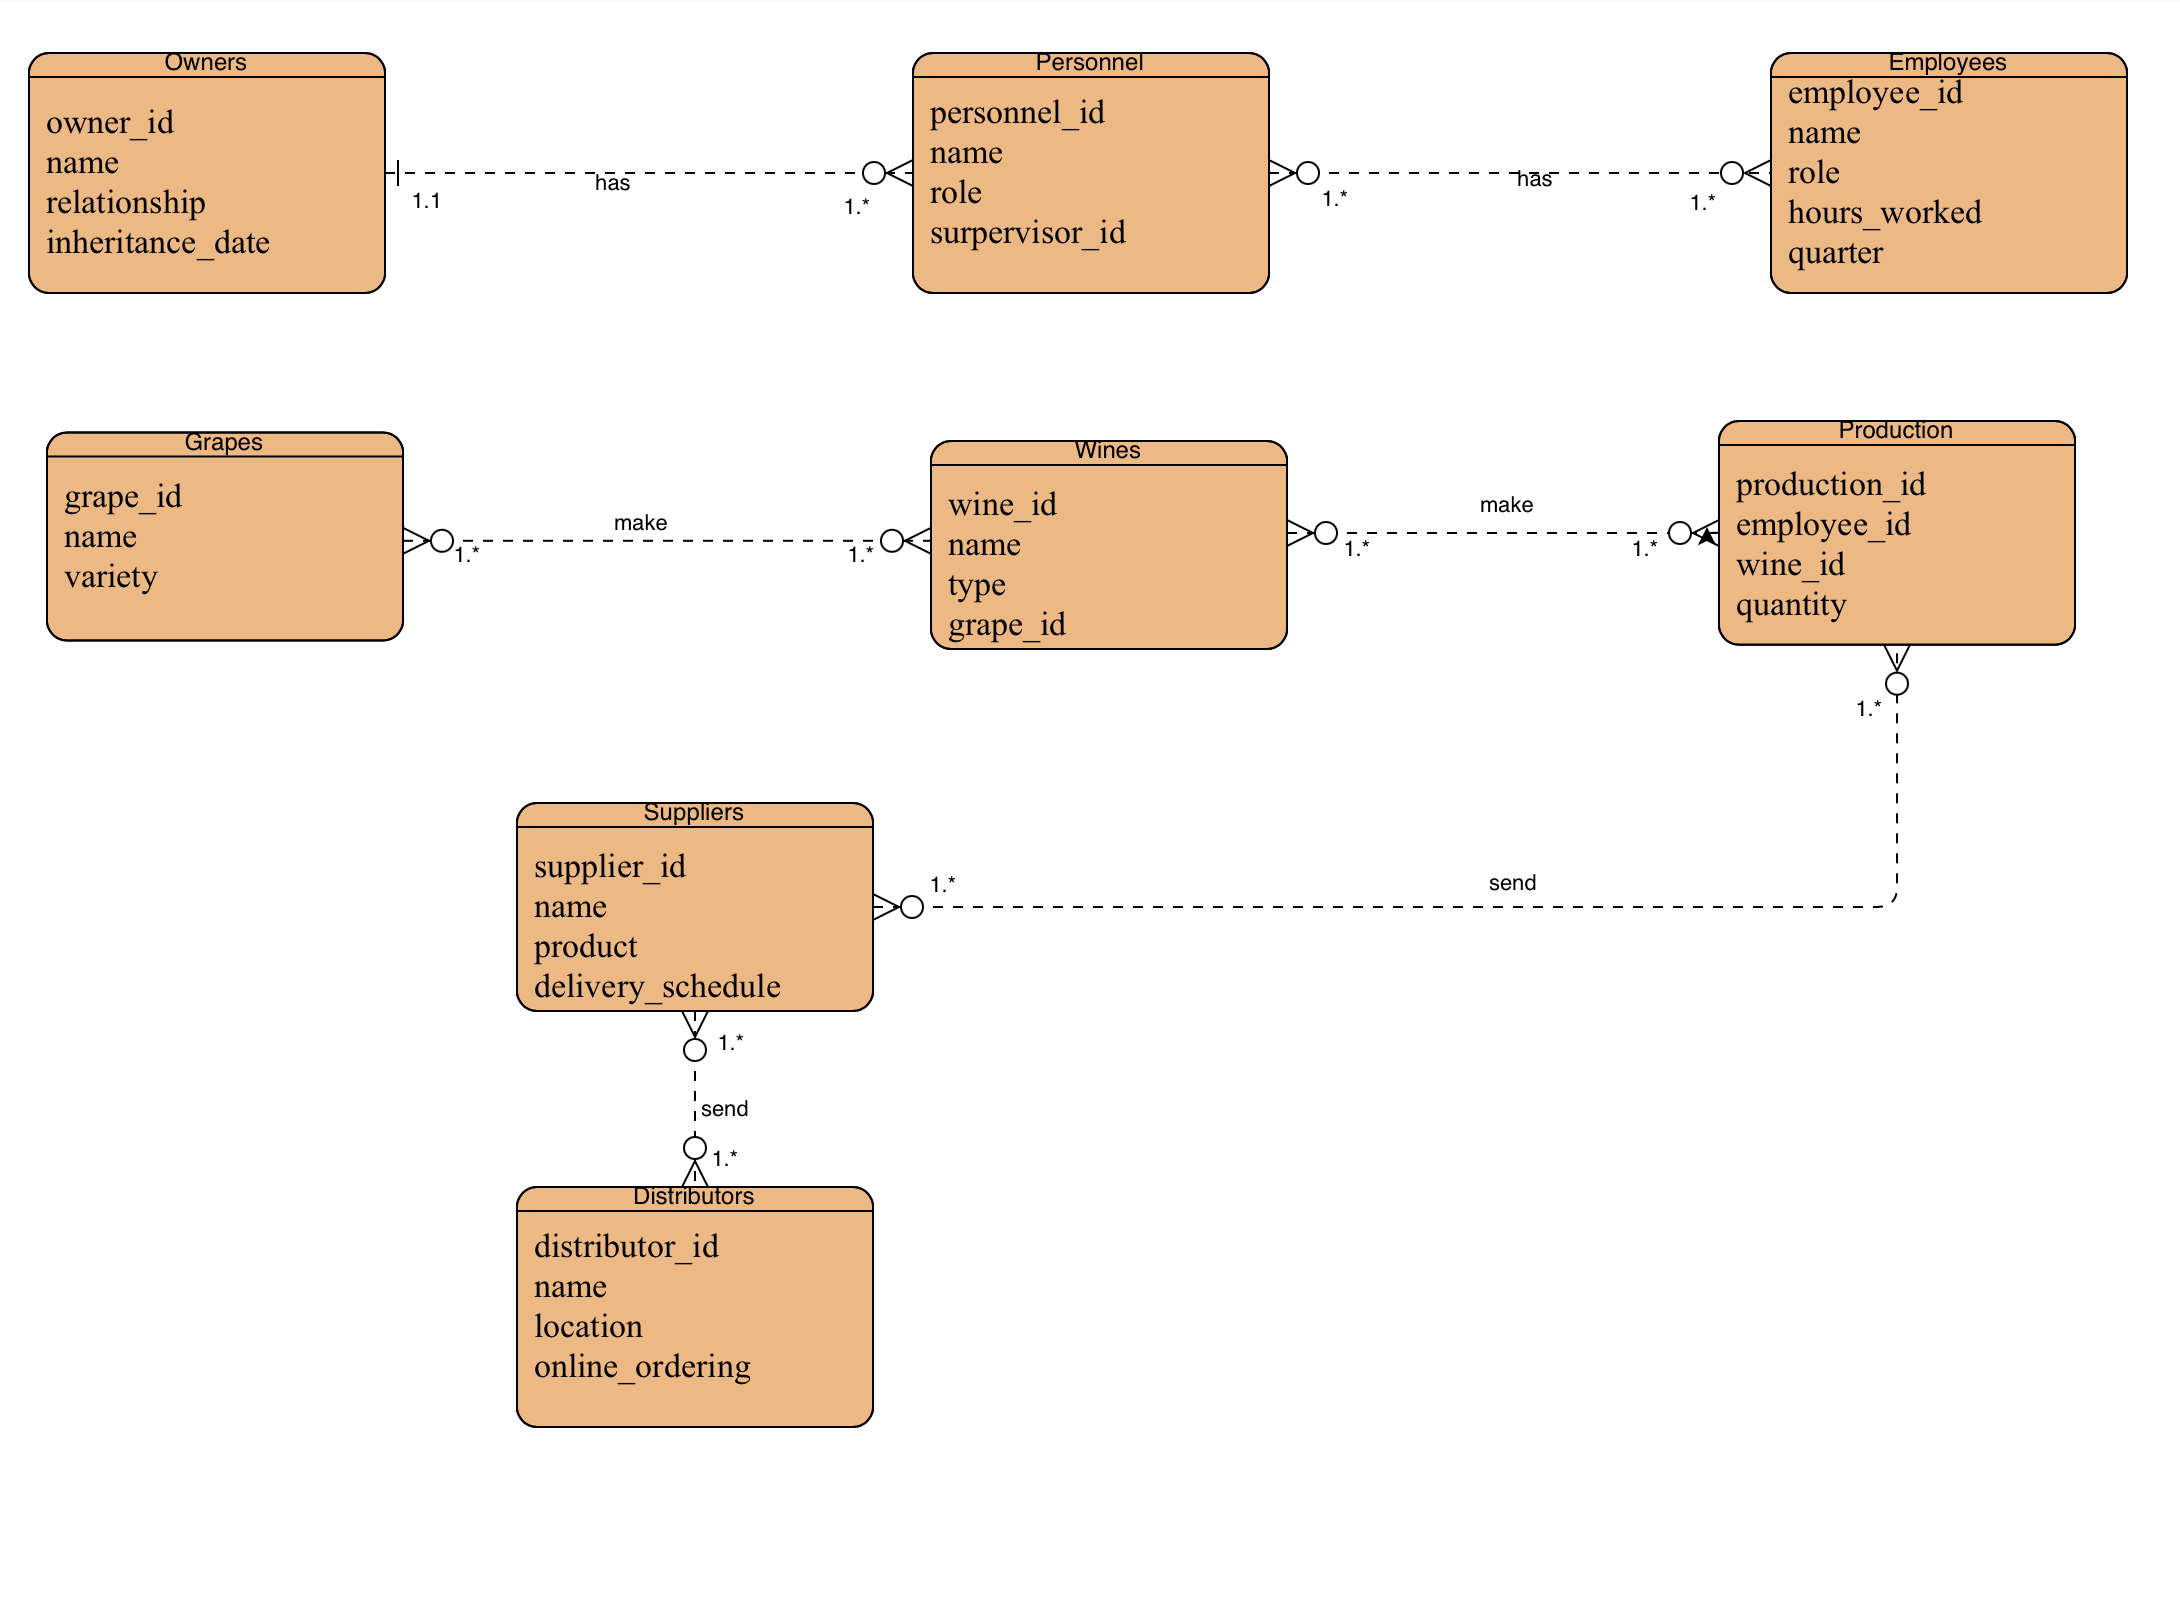 Owners
owner_id
name
relationship
inheritance_date
1.1
has
1.*
Personnel
personnel_id
name
role
surpervisor_id
1.*
has
1.*
Employees
employee_id
name
role
hours_worked
quarter
Grapes
grape_id
name
variety
1.*
make
1.*
Wines
wine_id
name
type
grape_id
1.*
make
1.*
Production
production_id
employee_id
wine_id
quantity
1.*
send
1.*
Suppliers
supplier_id
name
product
delivery_schedule
1.*
send
1.*
Distributors
distributor_id
name
location
online_ordering